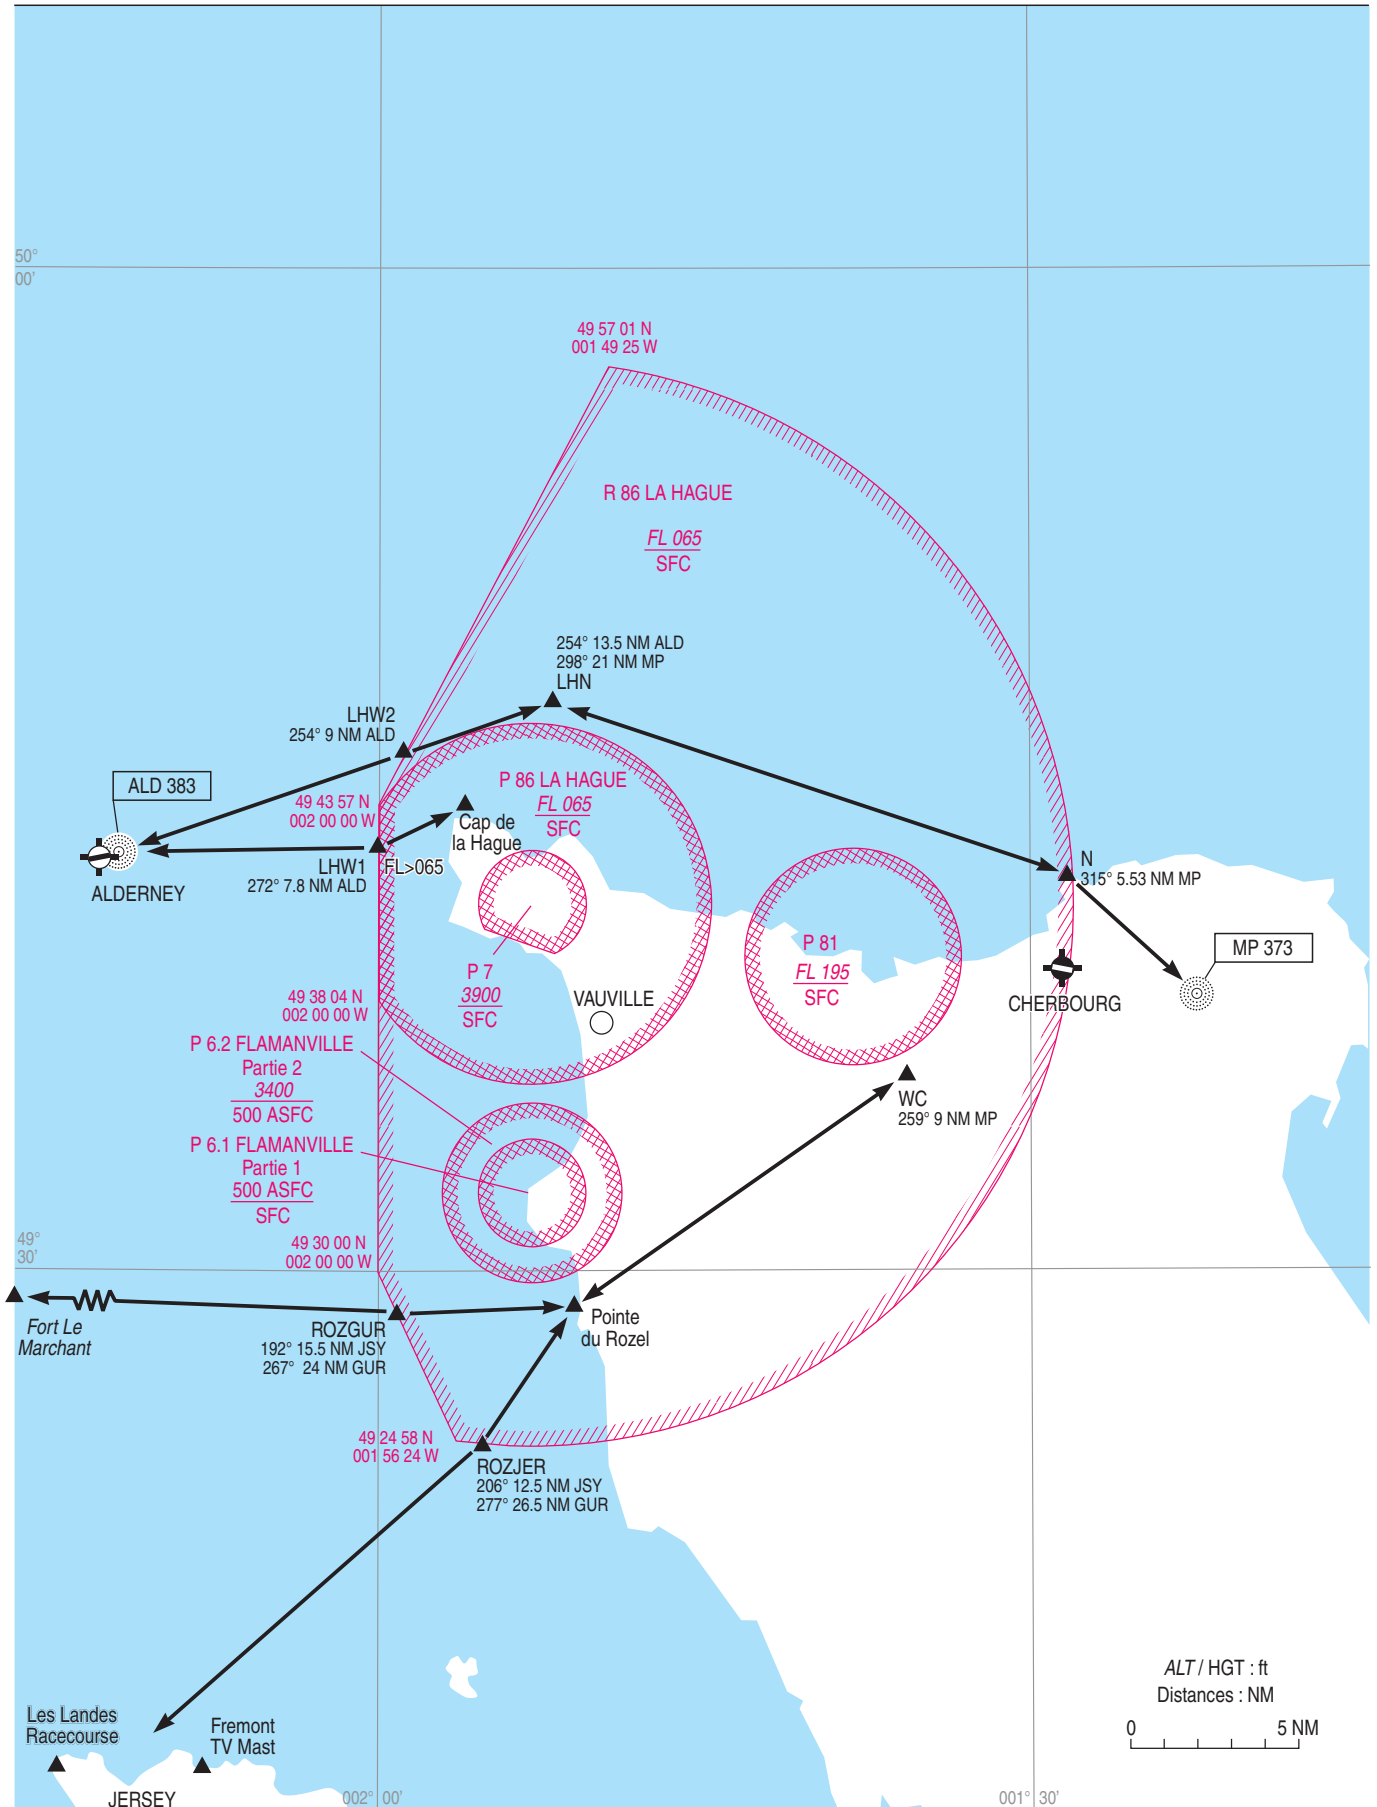 50°
00'
49 57 01 N
001 49 25 W
R 86 LA HAGUE
FL 065
SFC
254° 13.5 NM ALD
298° 21 NM MP
LHN
LHW2
254° 9 NM ALD
ALD 383
P 86 LA HAGUE
FL 065
SFC
49 43 57 N
002 00 00 W
Cap de
la Hague
LHW1
FL>065
272° 7.8 NM ALD
ALDERNEY
N
315° 5.53 NM MP
MP 373
P 81
FL 195
SFC
P 7
3900
SFC
CHERBOURG
VAUVILLE
49 38 04 N
002 00 00 W
P 6.2 FLAMANVILLE
Partie 2
3400
500 ASFC
WC
259° 9 NM MP
P 6.1 FLAMANVILLE
Partie 1
500 ASFC
SFC
49°
30'
49 30 00 N
002 00 00 W
Fort Le
Marchant
ROZGUR
192° 15.5 NM JSY
267° 24 NM GUR
Pointe
du Rozel
49 24 58 N
001 56 24 W
ROZJER
206° 12.5 NM JSY
277° 26.5 NM GUR
ALT / HGT : ft
Distances : NM
0 5 NM
Les Landes
Racecourse
Fremont
TV Mast
JERSEY
002° 00'
001° 30'